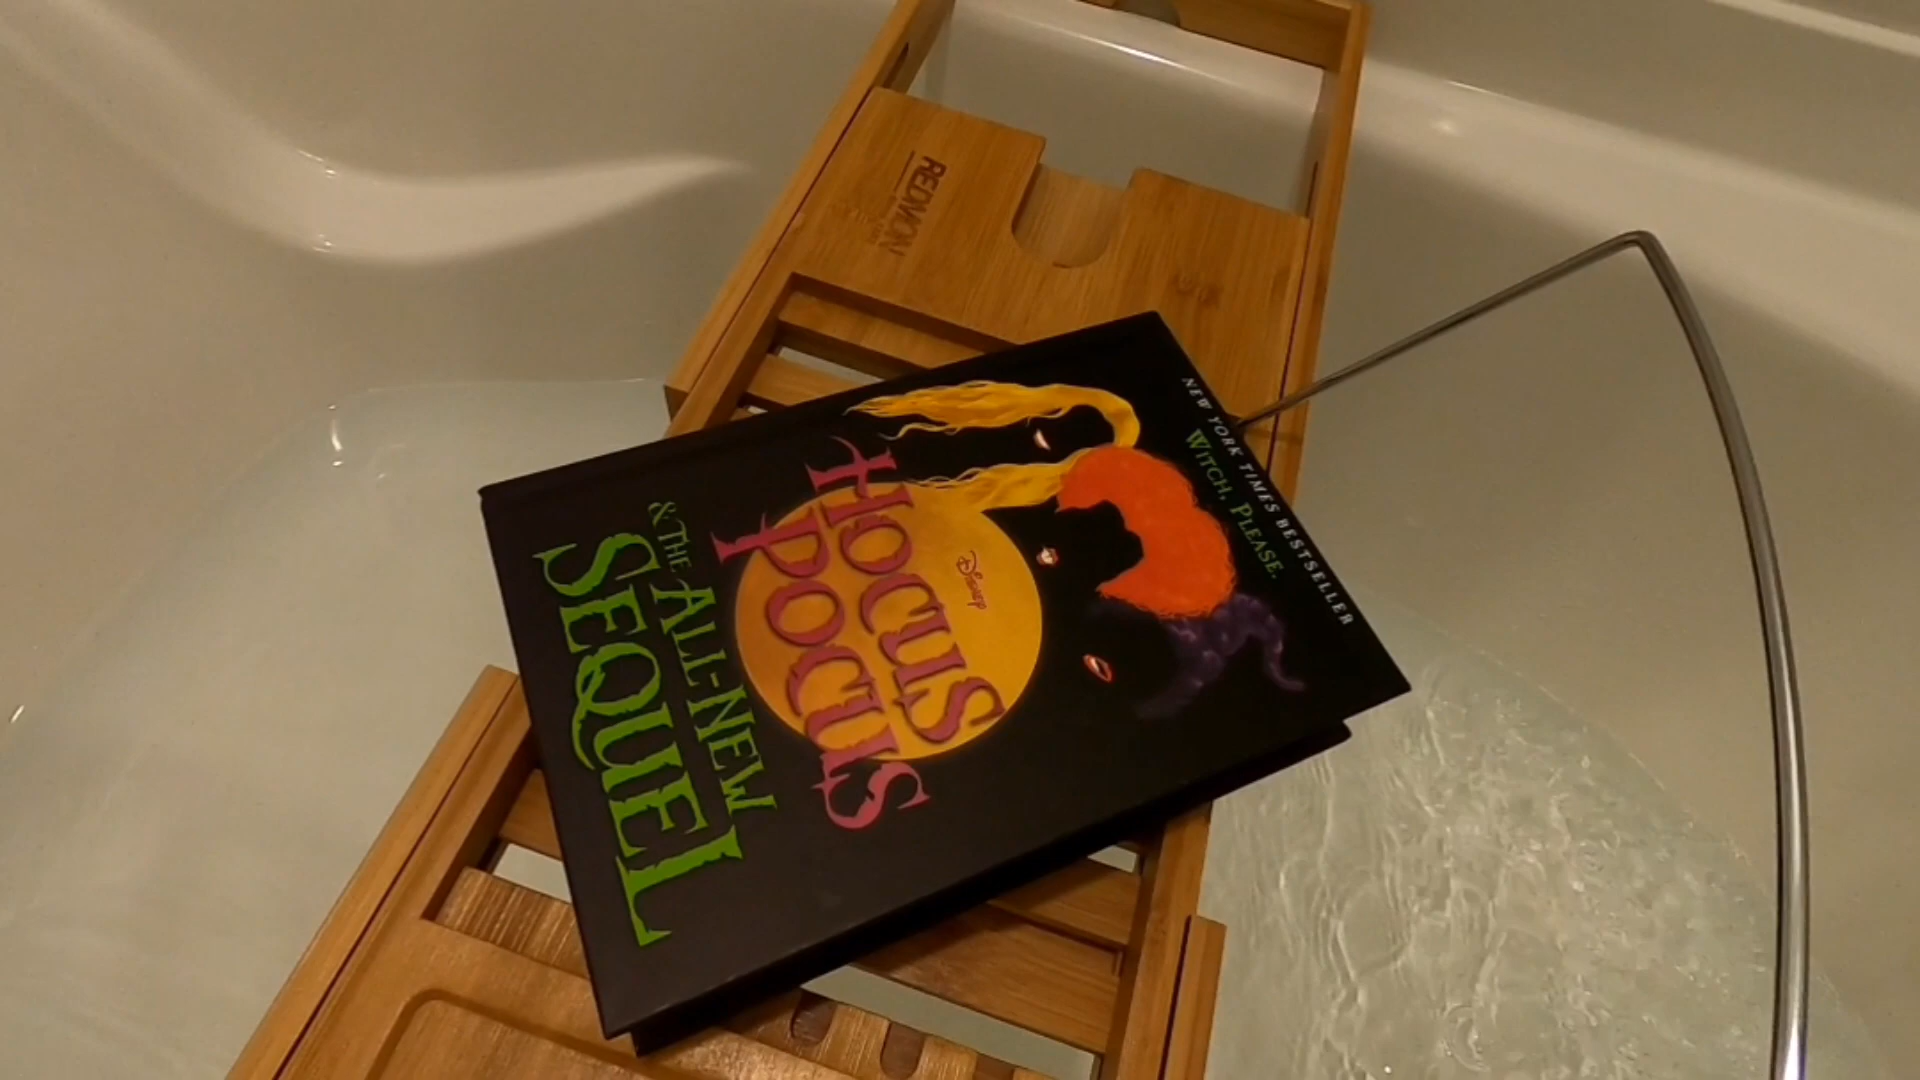 NEW YORK TIMES BESTSELLER
WITCH, PLEASE.
DISNEY
HOCUS
POCUS
& THE ALL-NEW
SEQUEL
REDMON